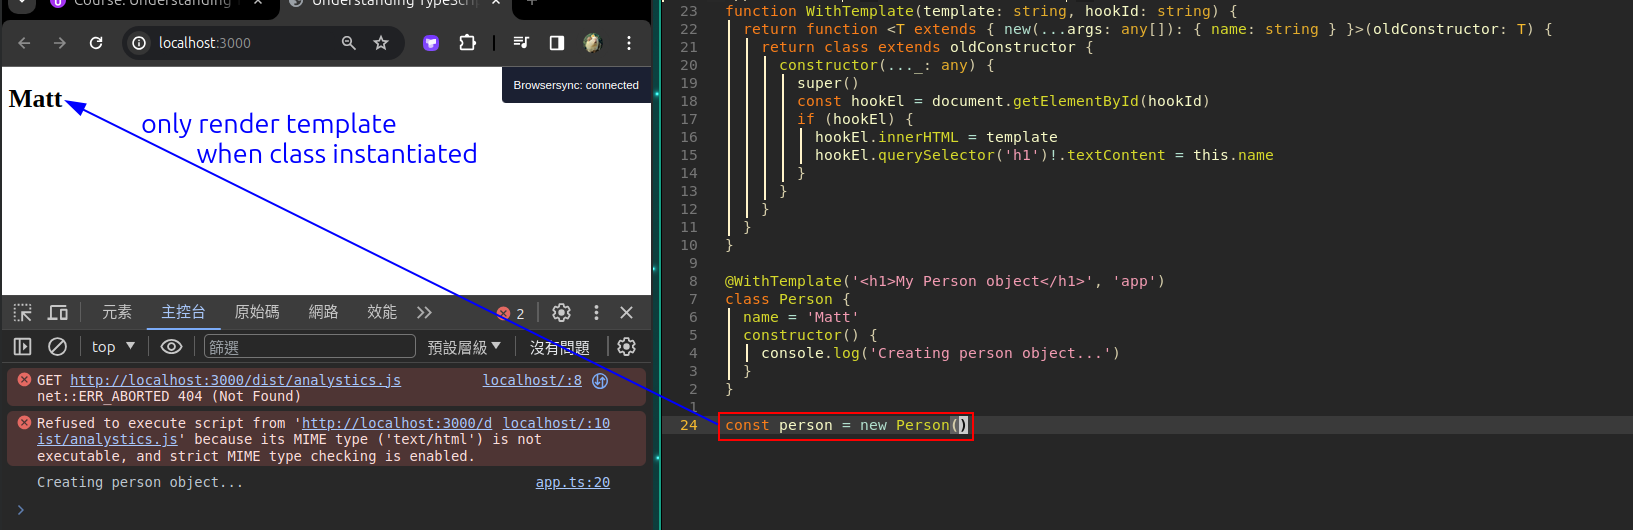 Course: Understanding
Understanding TypeScrip
localhost:3000
Browsersync: connected
Matt
only render template
when class instantiated
元素
主控台
原始碼
網路
效能
2
top
篩選
預設層級
沒有問題
GET http://localhost:3000/dist/analystics.js localhost/:8
net::ERR_ABORTED 404 (Not Found)
Refused to execute script from 'http://localhost:3000/d localhost/:10
ist/analystics.js' because its MIME type ('text/html') is not
executable, and strict MIME type checking is enabled.
Creating person object... app.ts:20
23 function WithTemplate(template: string, hookId: string) {
22 return function <T extends { new(...args: any[]): { name: string } }>(oldConstructor: T) {
21 return class extends oldConstructor {
20 constructor(..._: any) {
19 super()
18 const hookEl = document.getElementById(hookId)
17 if (hookEl) {
16 hookEl.innerHTML = template
15 hookEl.querySelector('h1')!.textContent = this.name
14 }
13 }
12 }
11 }
10 }
9
8 @WithTemplate('<h1>My Person object</h1>', 'app')
7 class Person {
6 name = 'Matt'
5 constructor() {
4 console.log('Creating person object...')
3 }
2 }
1
24 const person = new Person()